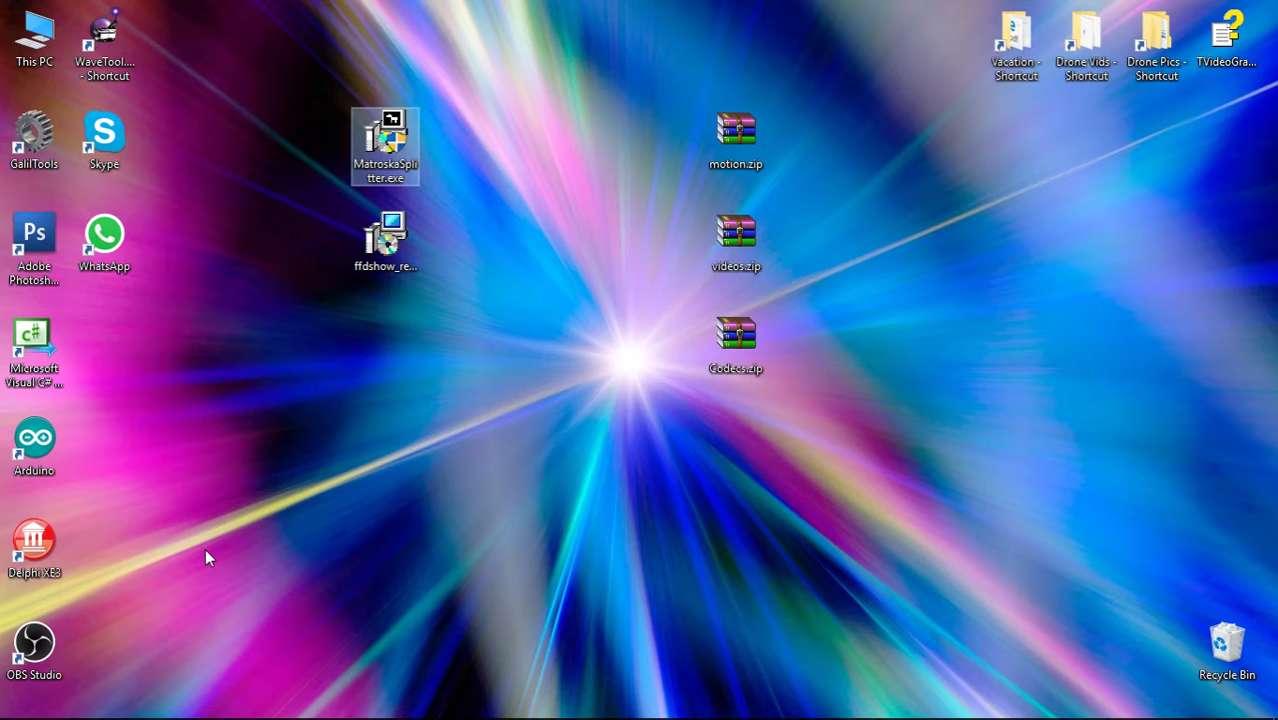 This PC
WaveTool....
- Shortcut
GalilTools
Skype
Ps
Adobe
Photosh...
WhatsApp
C#
Microsoft
Visual C# ...
Arduino
Delphi XE3
OBS Studio
MatroskaSpli
tter.exe
ffdshow_re...
motion.zip
videos.zip
Codecs.zip
Vacation -
Shortcut
Drone Vids -
Shortcut
Drone Pics -
Shortcut
TVideoGra...
Recycle Bin